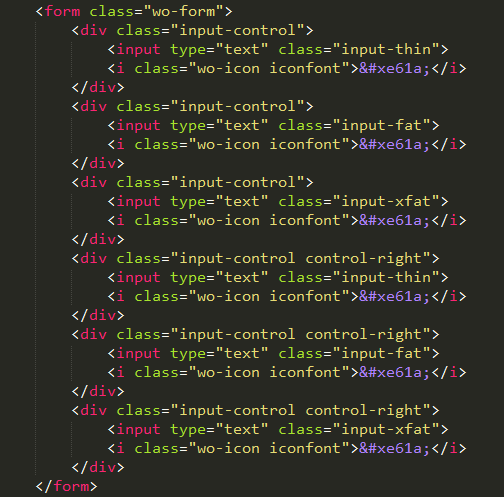 <form class="wo-form">
<div class="input-control">
<input type="text" class="input-thin">
<i class="wo-icon iconfont">&#xe61a;</i>
</div>
<div class="input-control">
<input type="text" class="input-fat">
<i class="wo-icon iconfont">&#xe61a;</i>
</div>
<div class="input-control">
<input type="text" class="input-xfat">
<i class="wo-icon iconfont">&#xe61a;</i>
</div>
<div class="input-control control-right">
<input type="text" class="input-thin">
<i class="wo-icon iconfont">&#xe61a;</i>
</div>
<div class="input-control control-right">
<input type="text" class="input-fat">
<i class="wo-icon iconfont">&#xe61a;</i>
</div>
<div class="input-control control-right">
<input type="text" class="input-xfat">
<i class="wo-icon iconfont">&#xe61a;</i>
</div>
</form>